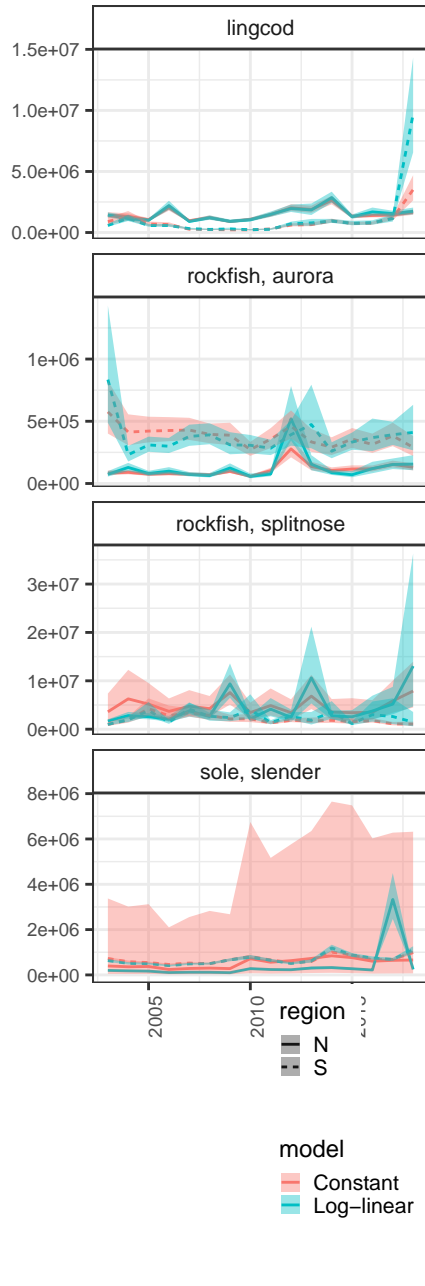 lingcod
1.5e+07
1.0e+07
5.0e+06
0.0e+00
rockfish, aurora
1e+06
5e+05
0e+00
rockfish, splitnose
3e+07
2e+07
1e+07
0e+00
sole, slender
8e+06
6e+06
4e+06
2e+06
0e+00
2005
2010
region
N
S
model
Constant
Log−linear